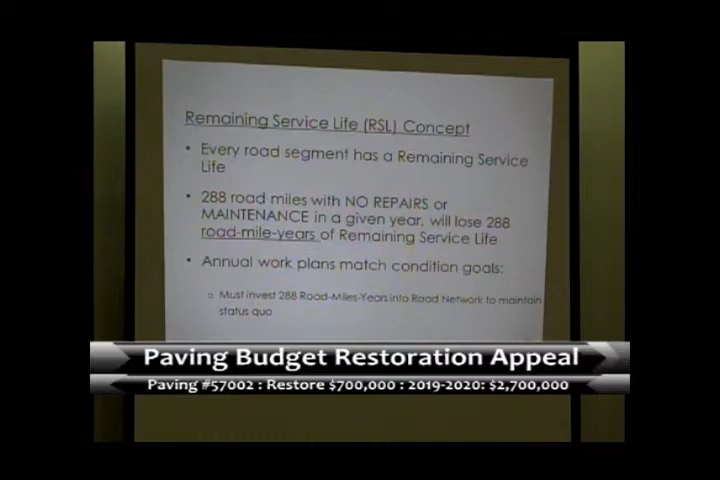 Remaining Service Life (RSL) Concept
• Every road segment has a Remaining Service
Life
• 288 road miles with NO REPAIRS or
MAINTENANCE in a given year, will lose 288
road-mile-years of Remaining Service Life
• Annual work plans match condition goals:
○ Must invest 288 Road-Miles-Years into Road Network to maintain
status quo
Paving Budget Restoration Appeal
Paving #57002 : Restore $700,000 : 2019-2020: $2,700,000